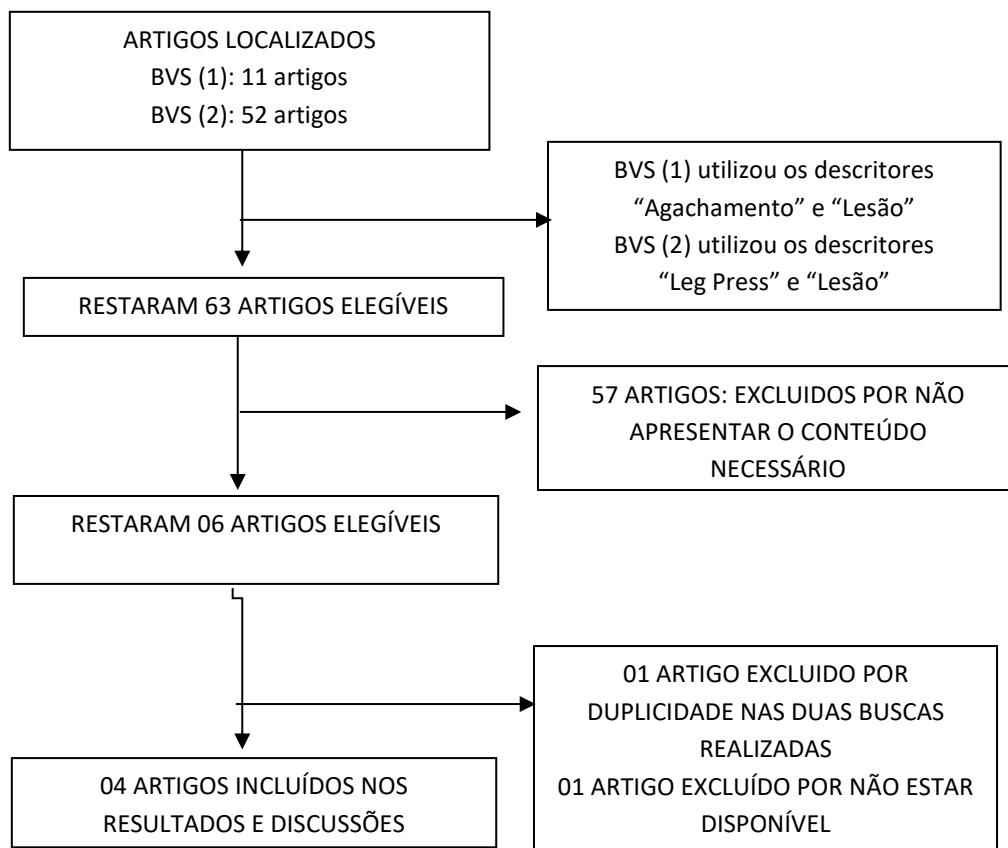 ARTIGOS LOCALIZADOS
BVS (1): 11 artigos
BVS (2): 52 artigos
BVS (1) utilizou os descritores
“Agachamento” e “Lesão”
BVS (2) utilizou os descritores
“Leg Press” e “Lesão”
RESTARAM 63 ARTIGOS ELEGÍVEIS
57 ARTIGOS: EXCLUIDOS POR NÃO
APRESENTAR O CONTEÚDO
NECESSÁRIO
RESTARAM 06 ARTIGOS ELEGÍVEIS
01 ARTIGO EXCLUIDO POR
DUPLICIDADE NAS DUAS BUSCAS
REALIZADAS
01 ARTIGO EXCLUÍDO POR NÃO ESTAR
DISPONÍVEL
04 ARTIGOS INCLUÍDOS NOS
RESULTADOS E DISCUSSÕES